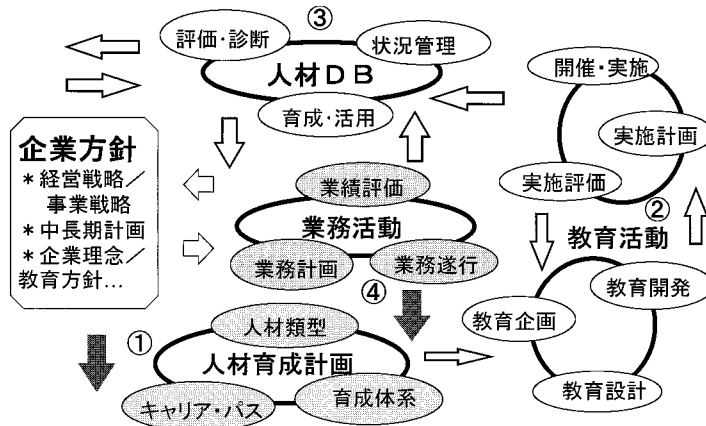 ③
評価・診断
状況管理
人材DB
育成・活用
開催・実施
実施計画
実施評価
②
教育活動
企業方針
＊経営戦略／
事業戦略
＊中長期計画
＊企業理念／
教育方針…
業績評価
業務活動
業務計画
業務遂行
④
教育開発
教育企画
教育設計
①
人材類型
人材育成計画
キャリア・パス
育成体系